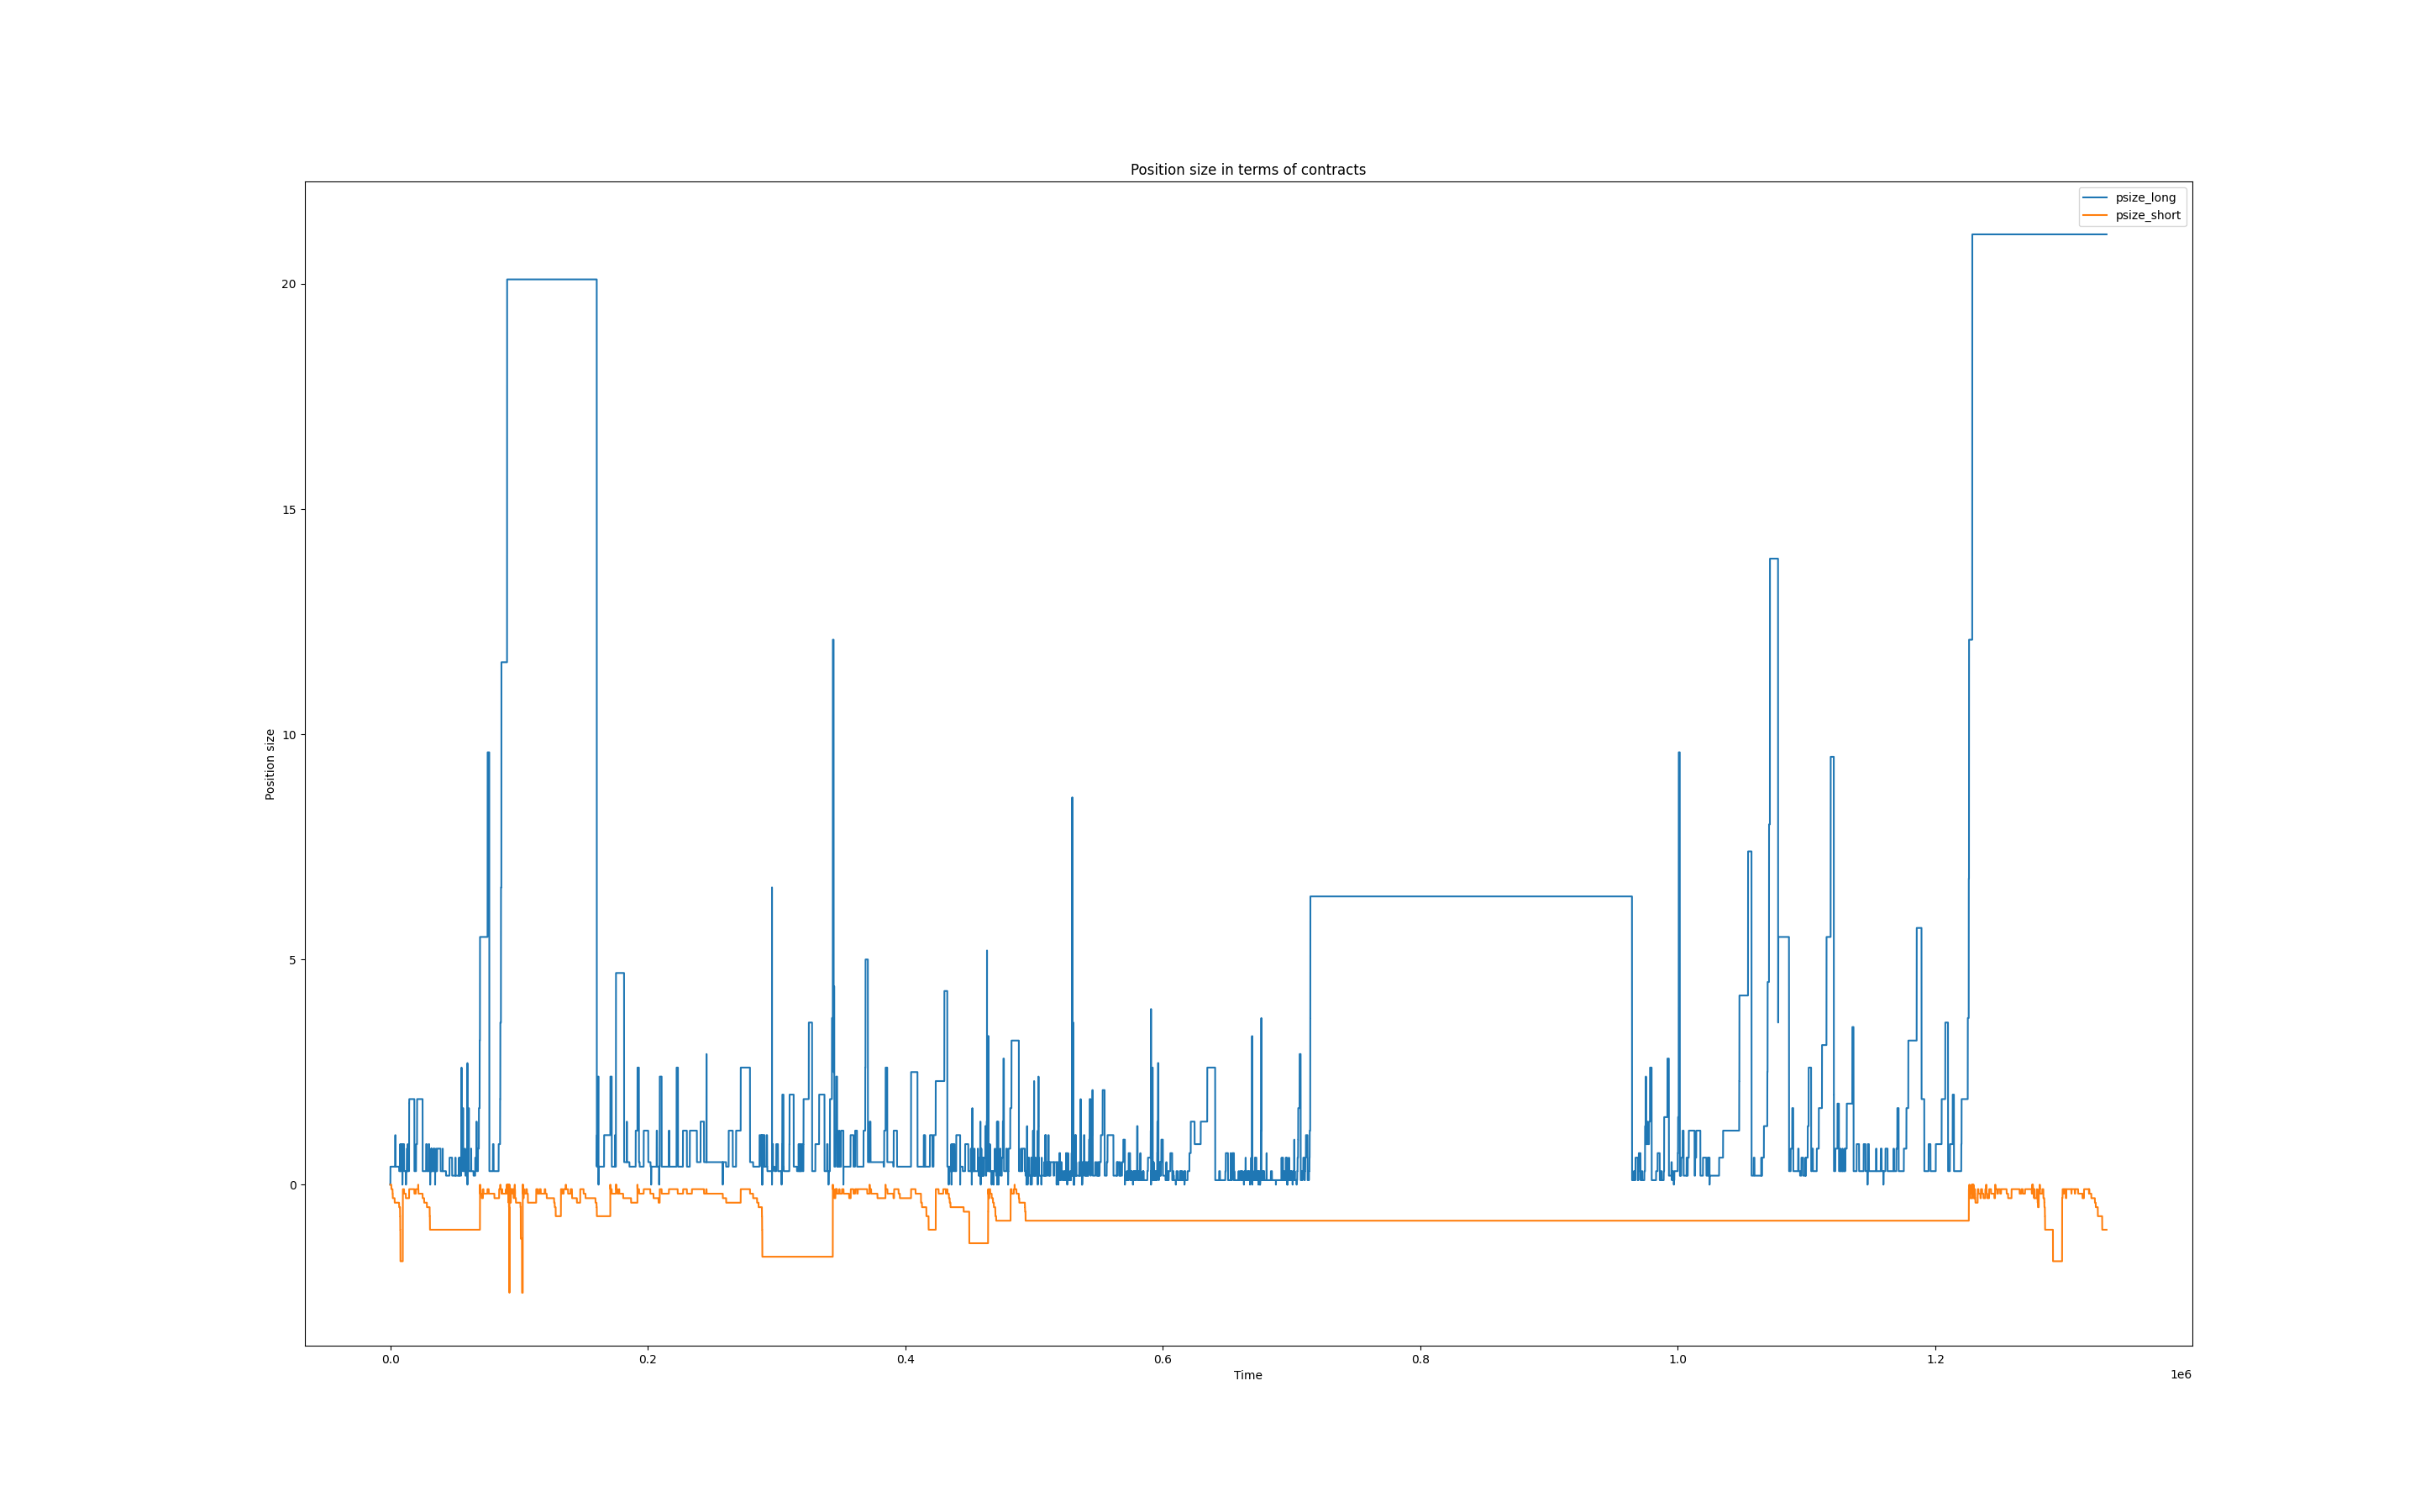 Position size in terms of contracts
psize_long
psize_short
Position size
20
15
10
5
0
0.0 0.2 0.4 0.6 0.8 1.0 1.2
Time
1e6